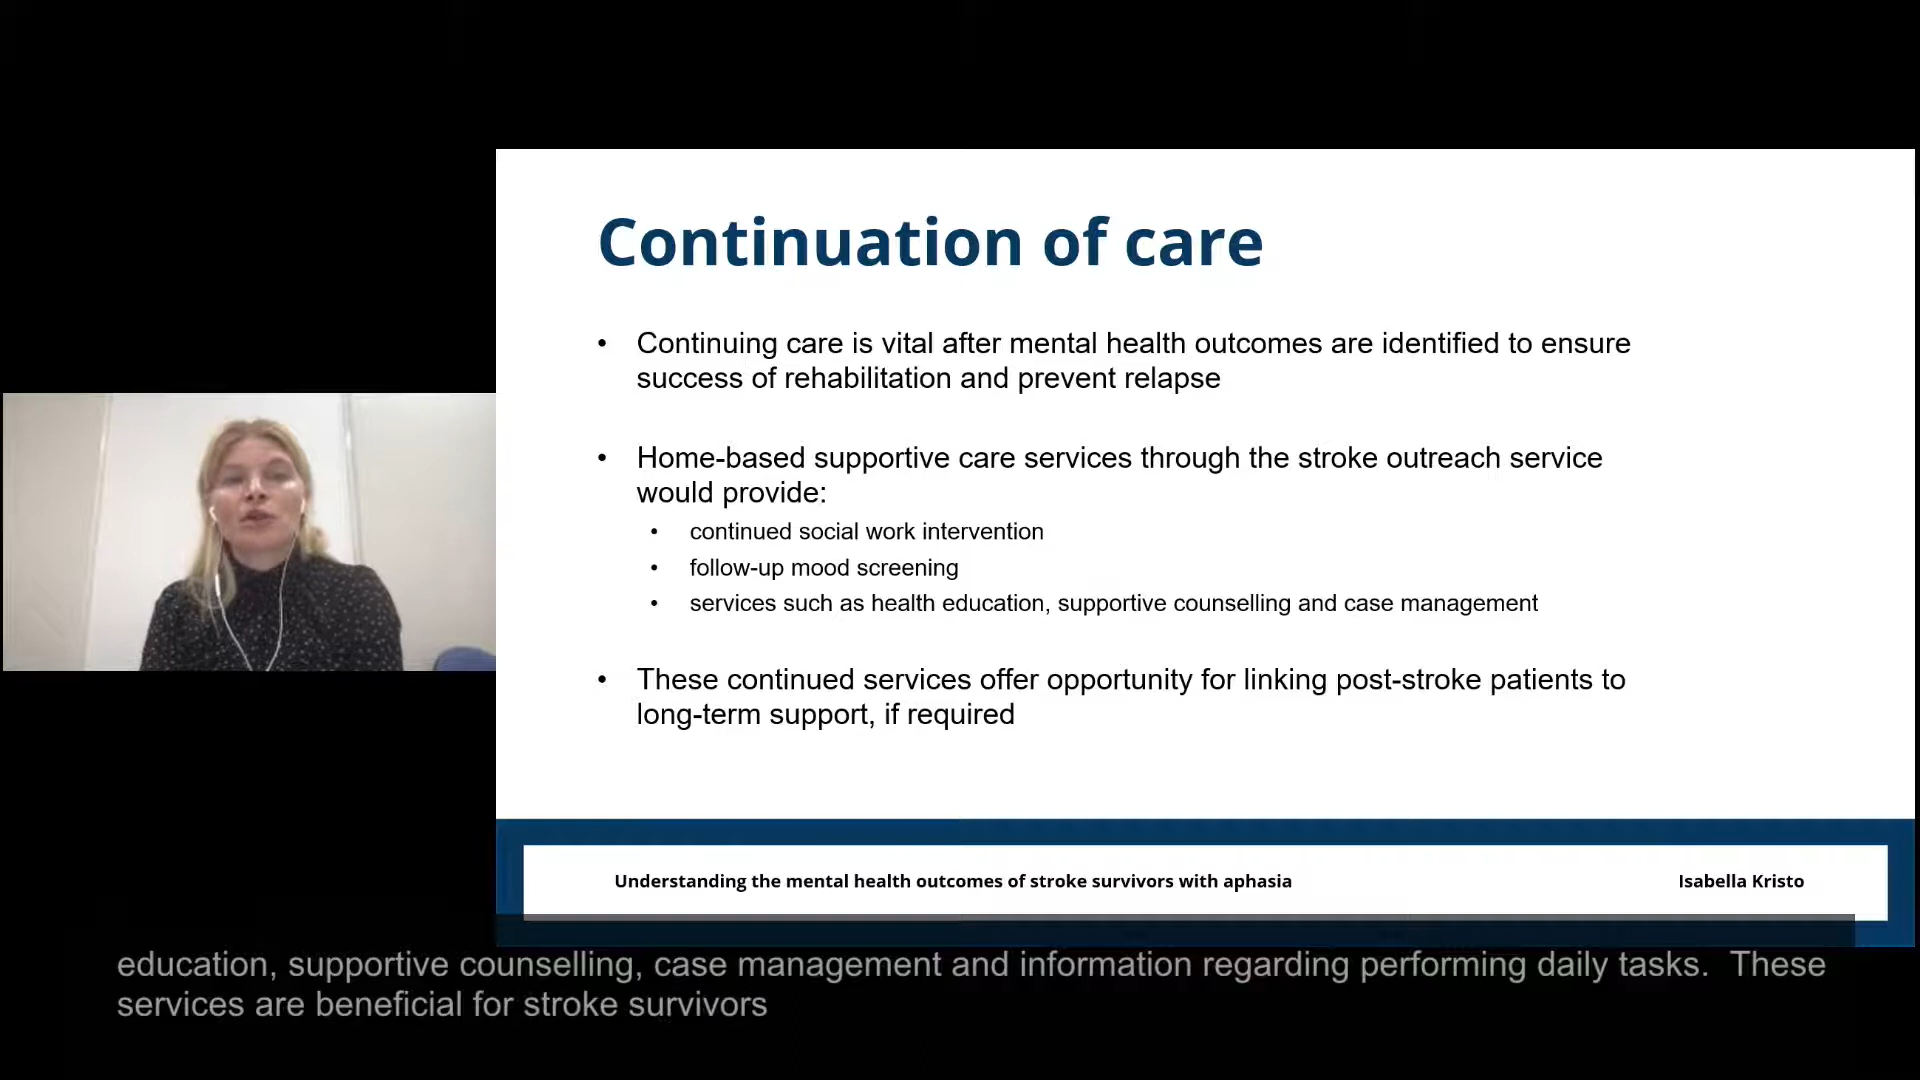 Continuation of care
• Continuing care is vital after mental health outcomes are identified to ensure
success of rehabilitation and prevent relapse
• Home-based supportive care services through the stroke outreach service
would provide:
• continued social work intervention
• follow-up mood screening
• services such as health education, supportive counselling and case management
• These continued services offer opportunity for linking post-stroke patients to
long-term support, if required
Understanding the mental health outcomes of stroke survivors with aphasia
Isabella Kristo
education, supportive counselling, case management and information regarding performing daily tasks.  These
services are beneficial for stroke survivors